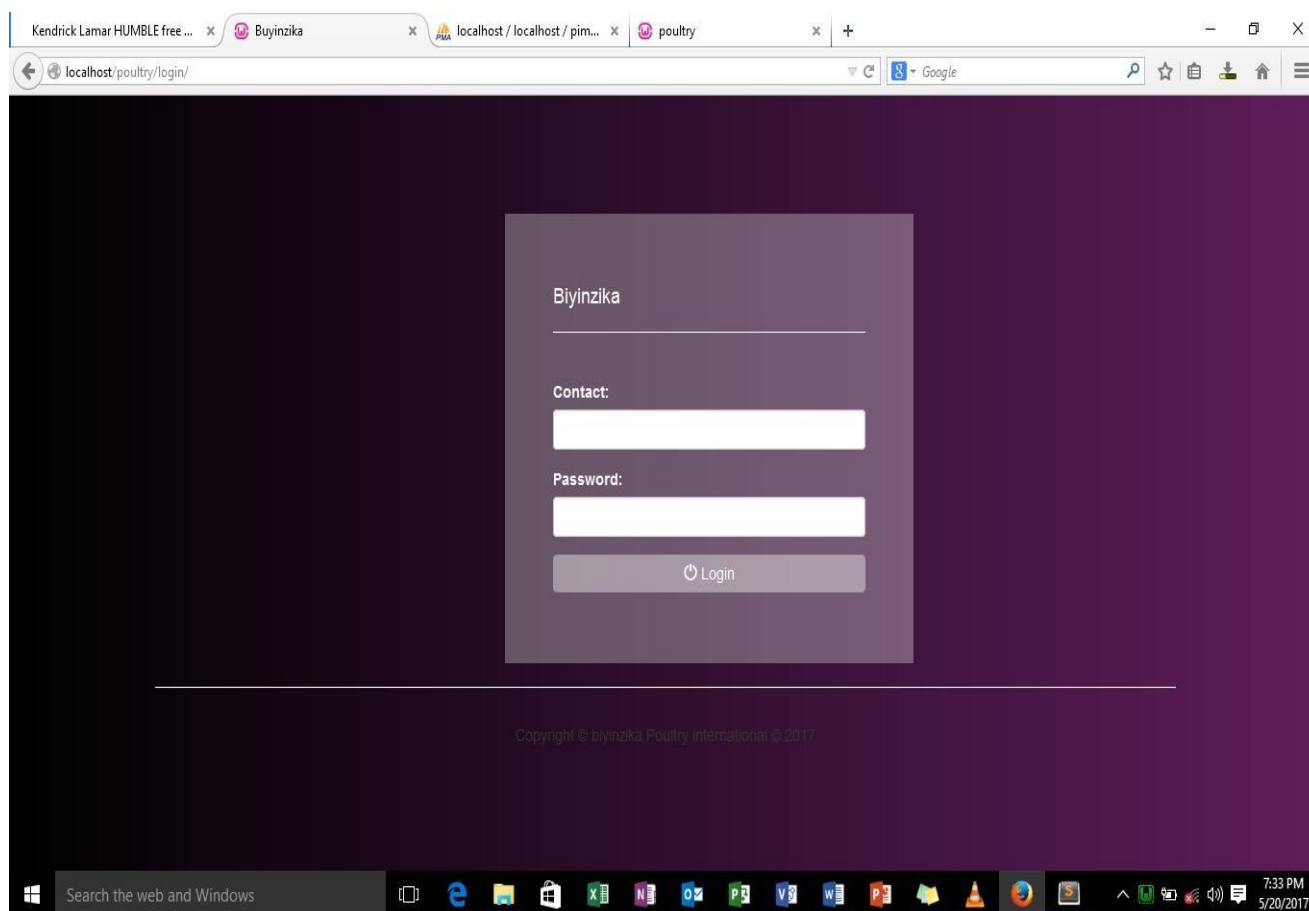 Kendrick Lamar HUMBLE free ...
Buyinzika
localhost / localhost / pim...
poultry
localhost/poultry/login/
Google
Biyinzika
Contact:
Password:
Login
Copyright © biyinzika Poultry international © 2017
Search the web and Windows
7:33 PM
5/20/2017